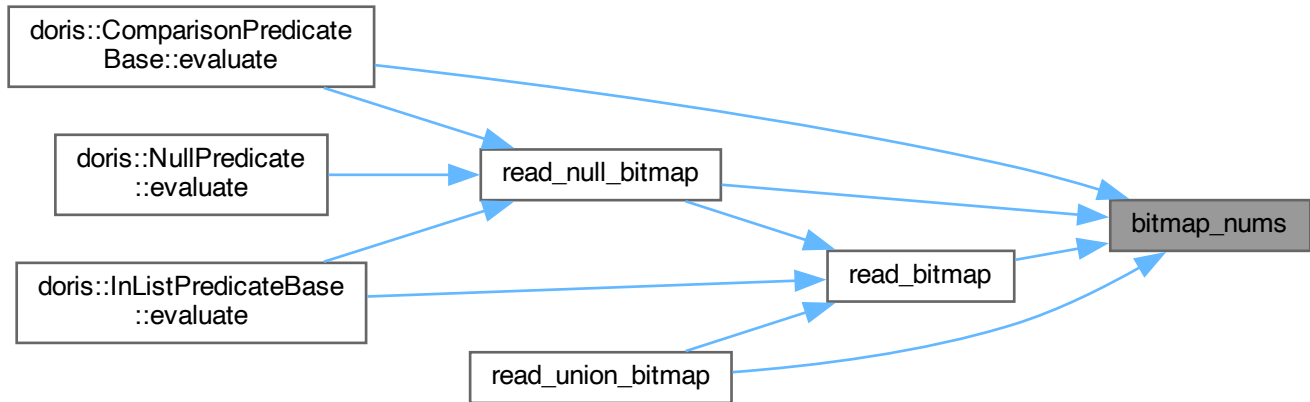 doris::ComparisonPredicate
Base::evaluate
doris::NullPredicate
::evaluate
read_null_bitmap
bitmap_nums
read_bitmap
doris::InListPredicateBase
::evaluate
read_union_bitmap